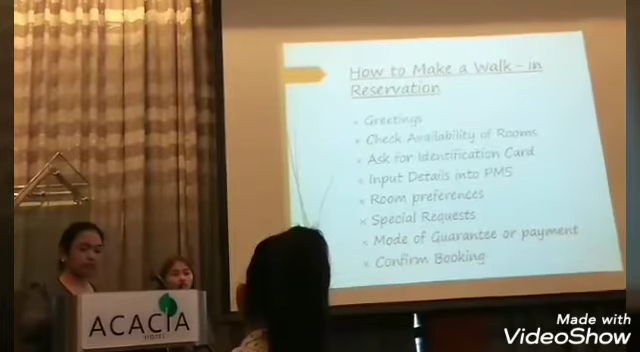 How to Make a Walk - in
Reservation
Greetings
Check Availability of Rooms
Ask for Identification Card
Input Details into PMS
Room preferences
Special Requests
Mode of Guarantee or payment
Confirm Booking
ACACIA
HOTEL
Made with
VideoShow